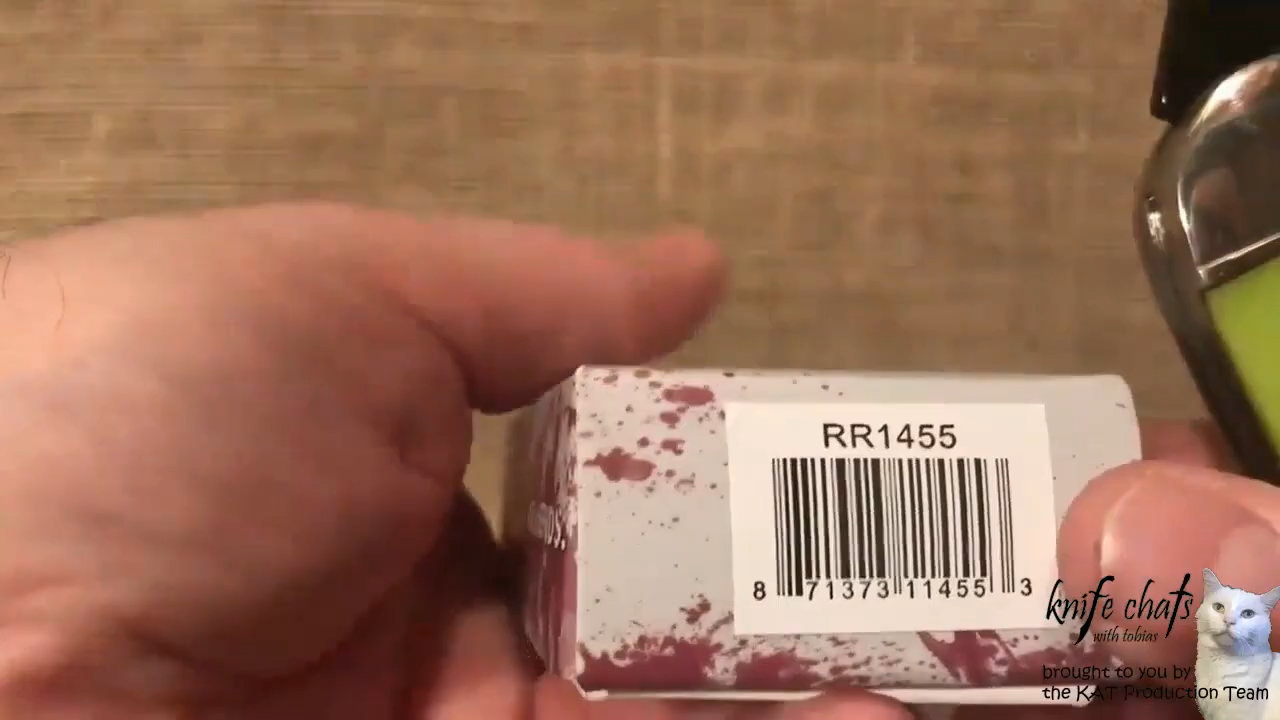 RR1455
8 71373 11455 3
knife chats
with tobias
brought to you by
the KAT Production Team